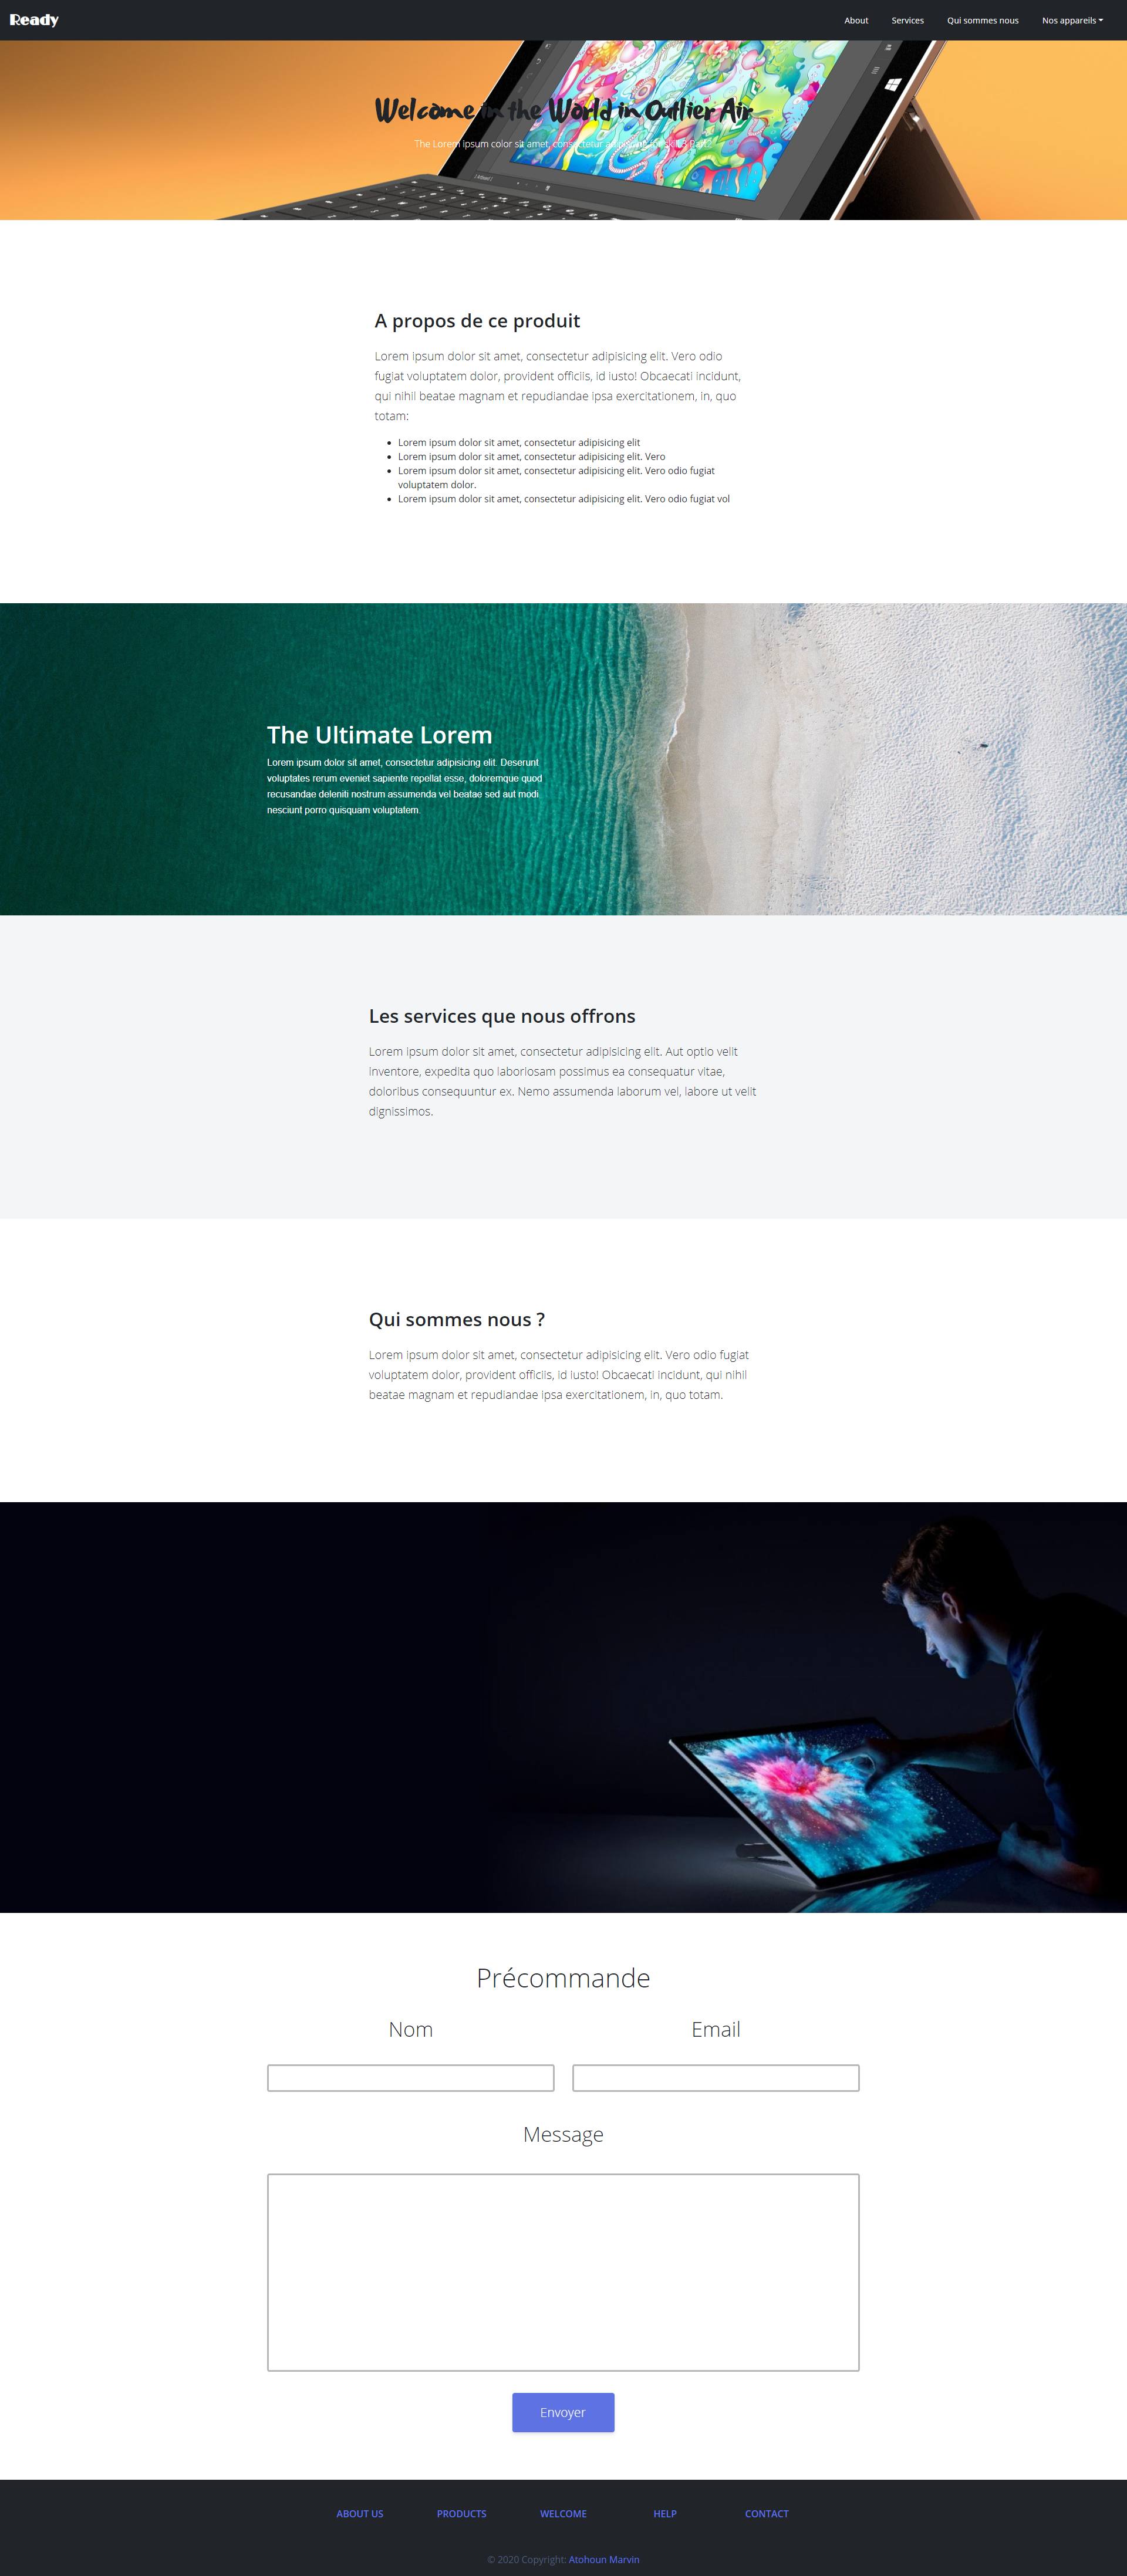 Ready
About Services Qui sommes nous Nos appareils
Welcome in the World in Outlier Air
The Lorem ipsum color sit amet, consectetur
A propos de ce produit
Lorem ipsum dolor sit amet, consectetur adipisicing elit. Vero odio
fugiat voluptatem dolor, provident officiis, id iusto! Obcaecati incidunt,
qui nihil beatae magnam et repudiandae ipsa exercitationem, in, quo
totam:
Lorem ipsum dolor sit amet, consectetur adipisicing elit
Lorem ipsum dolor sit amet, consectetur adipisicing elit. Vero
Lorem ipsum dolor sit amet, consectetur adipisicing elit. Vero odio fugiat
voluptatem dolor.
Lorem ipsum dolor sit amet, consectetur adipisicing elit. Vero odio fugiat vol
The Ultimate Lorem
Lorem ipsum dolor sit amet, consectetur adipisicing elit. Deserunt
voluptates rerum eveniet sapiente repellat esse, doloremque quod
recusandae deleniti nostrum assumenda vel beatae sed aut modi
nesciunt porro quisquam voluptatem.
Les services que nous offrons
Lorem ipsum dolor sit amet, consectetur adipisicing elit. Aut optio velit
inventore, expedita quo laboriosam possimus ea consequatur vitae,
doloribus consequuntur ex. Nemo assumenda laborum vel, labore ut velit
dignissimos.
Qui sommes nous ?
Lorem ipsum dolor sit amet, consectetur adipisicing elit. Vero odio fugiat
voluptatem dolor, provident officiis, id iusto! Obcaecati incidunt, qui nihil
beatae magnam et repudiandae ipsa exercitationem, in, quo totam.
Précommande
Nom Email
Message
Envoyer
ABOUT US PRODUCTS WELCOME HELP CONTACT
© 2020 Copyright: Atohoun Marvin